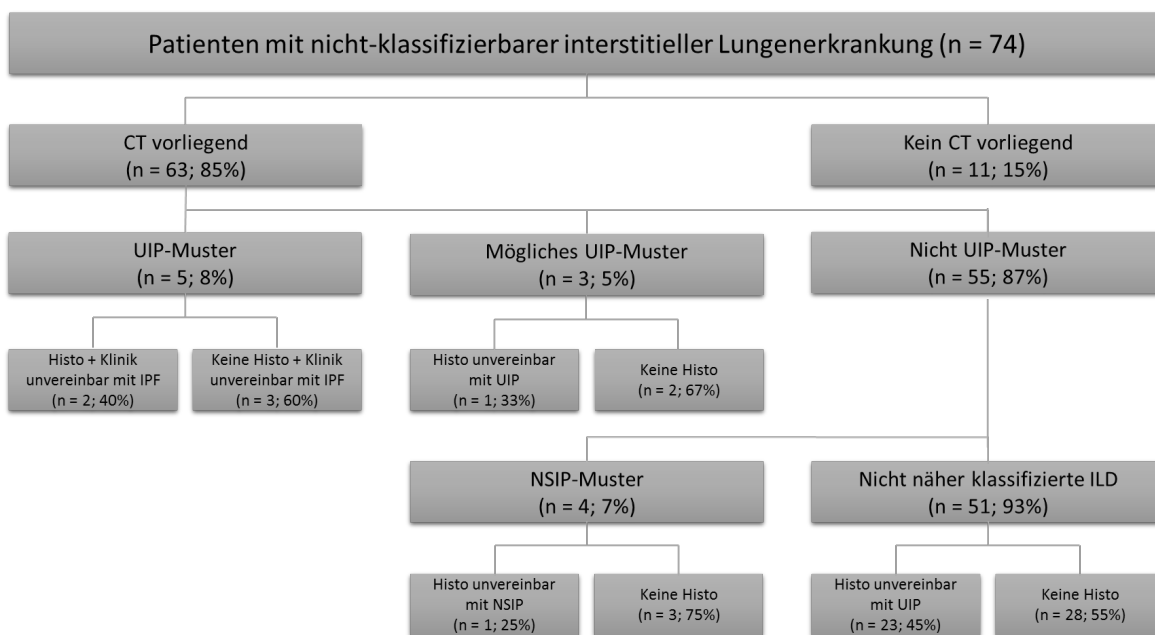 Patienten mit nicht-klassifizierbarer interstitieller Lungenerkrankung (n = 74)
CT vorliegend
(n = 63; 85%)
Kein CT vorliegend
(n = 11; 15%)
UIP-Muster
(n = 5; 8%)
Mögliches UIP-Muster
(n = 3; 5%)
Nicht UIP-Muster
(n = 55; 87%)
Histo + Klinik
unvereinbar mit IPF
(n = 2; 40%)
Keine Histo + Klinik
unvereinbar mit IPF
(n = 3; 60%)
Histo unvereinbar
mit UIP
(n = 1; 33%)
Keine Histo
(n = 2; 67%)
NSIP-Muster
(n = 4; 7%)
Nicht näher klassifizierte ILD
(n = 51; 93%)
Histo unvereinbar
mit NSIP
(n = 1; 25%)
Keine Histo
(n = 3; 75%)
Histo unvereinbar
mit UIP
(n = 23; 45%)
Keine Histo
(n = 28; 55%)